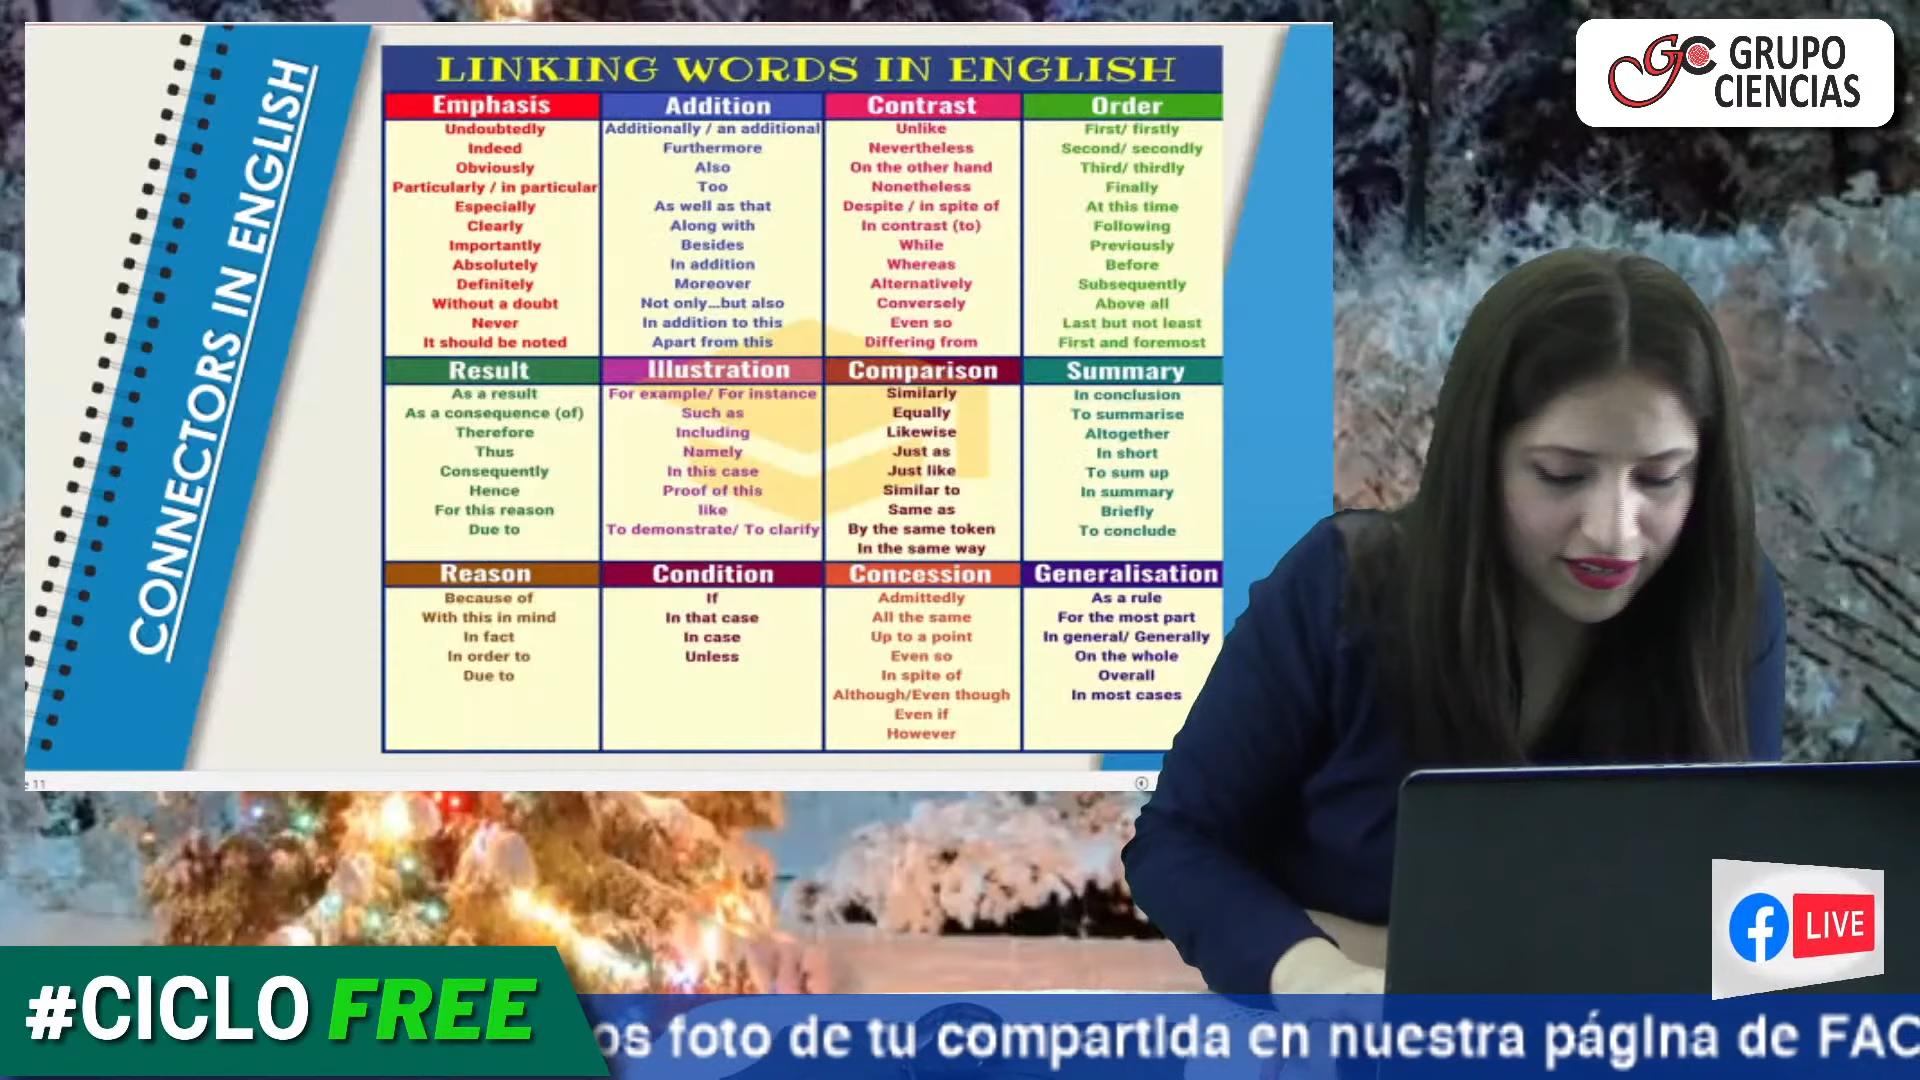 CONNECTORS IN ENGLISH
LINKING WORDS IN ENGLISH
Emphasis
Undoubtedly
Indeed
Obviously
Particularly / in particular
Especially
Clearly
Importantly
Absolutely
Definitely
Without a doubt
Never
It should be noted
Addition
Additionally / an additional
Furthermore
Also
Too
As well as that
Along with
Besides
In addition
Moreover
Not only...but also
In addition to this
Apart from this
Contrast
Unlike
Nevertheless
On the other hand
Nonetheless
Despite / in spite of
In contrast (to)
While
Whereas
Alternatively
Conversely
Even so
Differing from
Order
First/ firstly
Second/ secondly
Third/ thirdly
Finally
At this time
Following
Previously
Before
Subsequently
Above all
Last but not least
First and foremost
Result
As a result
As a consequence (of)
Therefore
Thus
Consequently
Hence
For this reason
Due to
Illustration
For example/ For instance
Such as
Including
Namely
In this case
Proof of this
like
To demonstrate/ To clarify
Comparison
Similarly
Equally
Likewise
Just as
Just like
Similar to
Same as
By the same token
In the same way
Summary
In conclusion
To summarise
Altogether
In short
To sum up
In summary
Briefly
To conclude
Reason
Because of
With this in mind
In fact
In order to
Due to
Condition
If
In that case
In case
Unless
Concession
Admittedly
All the same
Up to a point
Even so
In spite of
Although/Even though
Even if
However
Generalisation
As a rule
For the most part
In general/ Generally
On the whole
Overall
In most cases
11
GC GRUPO
CIENCIAS
f LIVE
#CICLO FREE
os foto de tu compartida en nuestra página de FAC